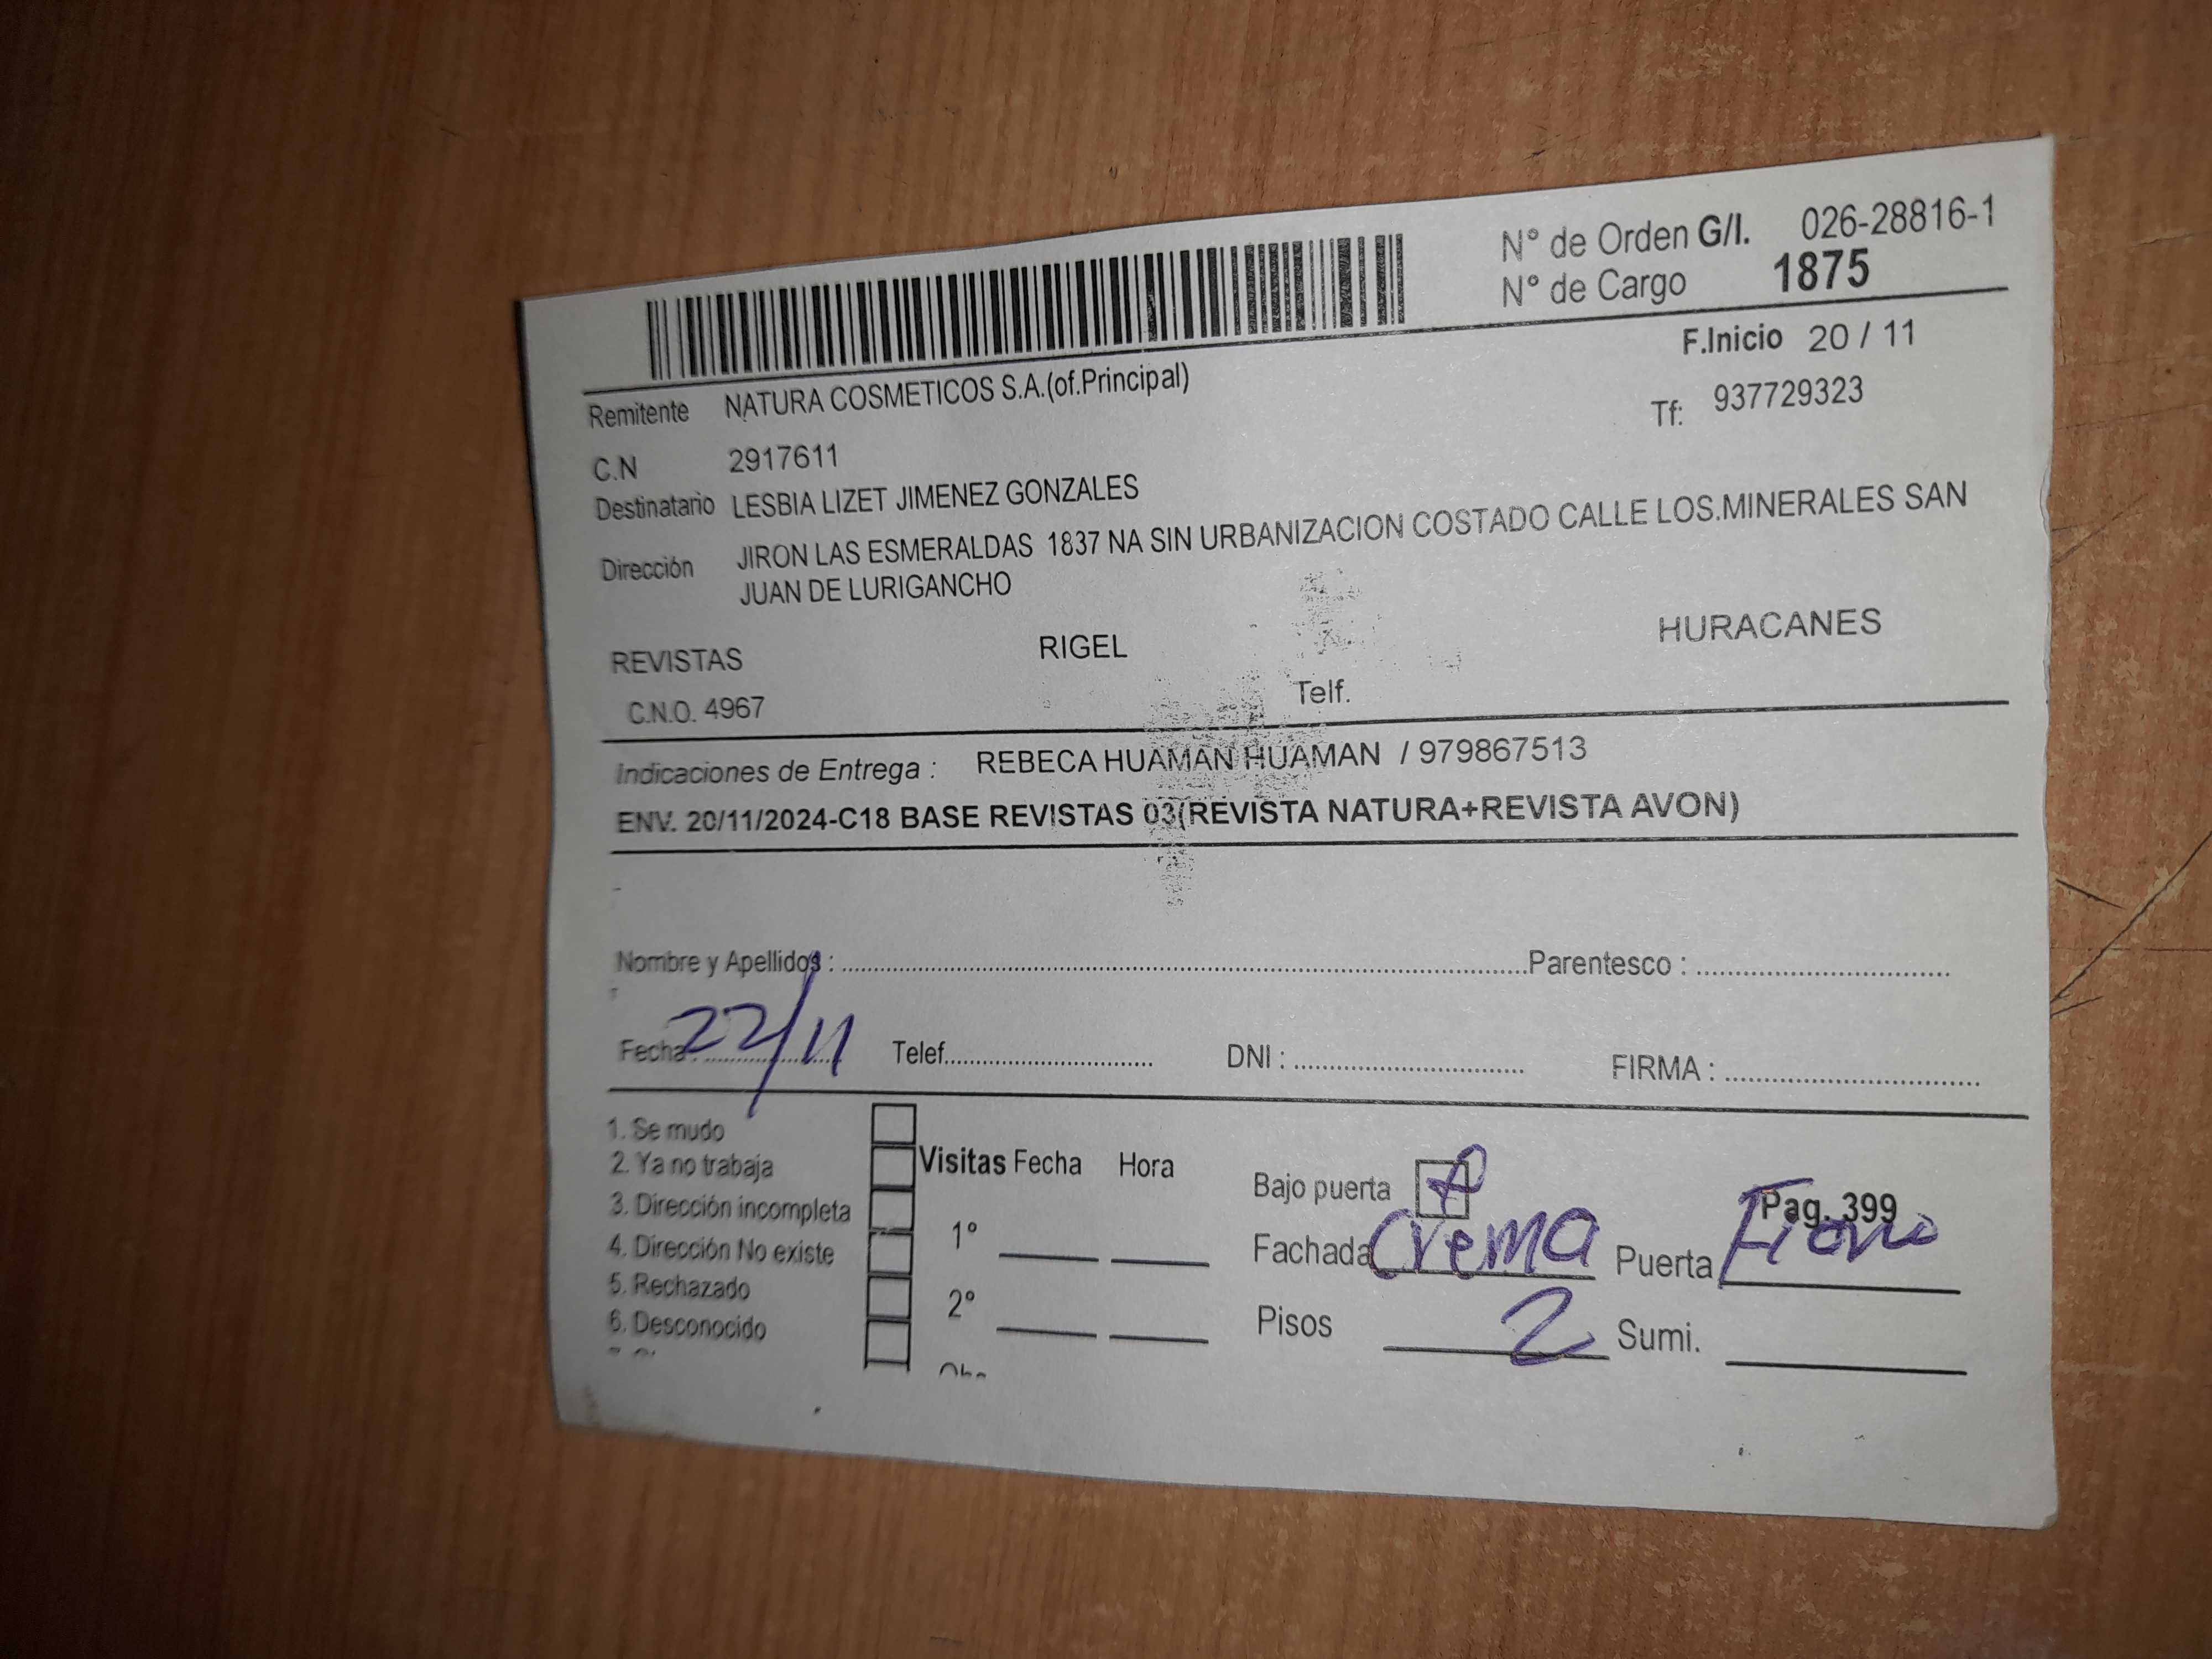 N° de Orden G/I. 026-28816-1
N° de Cargo 1875
F.Inicio 20 / 11
Remitente NATURA COSMETICOS S.A.(of.Principal)
Tf: 937729323
C.N 2917611
Destinatario LESBIA LIZET JIMENEZ GONZALES
Dirección JIRON LAS ESMERALDAS 1837 NA SIN URBANIZACION COSTADO CALLE LOS.MINERALES SAN
JUAN DE LURIGANCHO
REVISTAS RIGEL HURACANES
C.N.O. 4967 Telf.
Indicaciones de Entrega : REBECA HUAMAN HUAMAN / 979867513
ENV. 20/11/2024-C18 BASE REVISTAS 03(REVISTA NATURA+REVISTA AVON)
Nombre y Apellidos : Parentesco :
Fecha : 22/11 Telef. DNI : FIRMA :
1. Se mudo
2. Ya no trabaja
3. Dirección incompleta
4. Dirección No existe
5. Rechazado
6. Desconocido
Visitas Fecha Hora
1°
2°
Bajo puerta
Pag. 399
Fachada Crema Puerta
Pisos 2 Sumi.